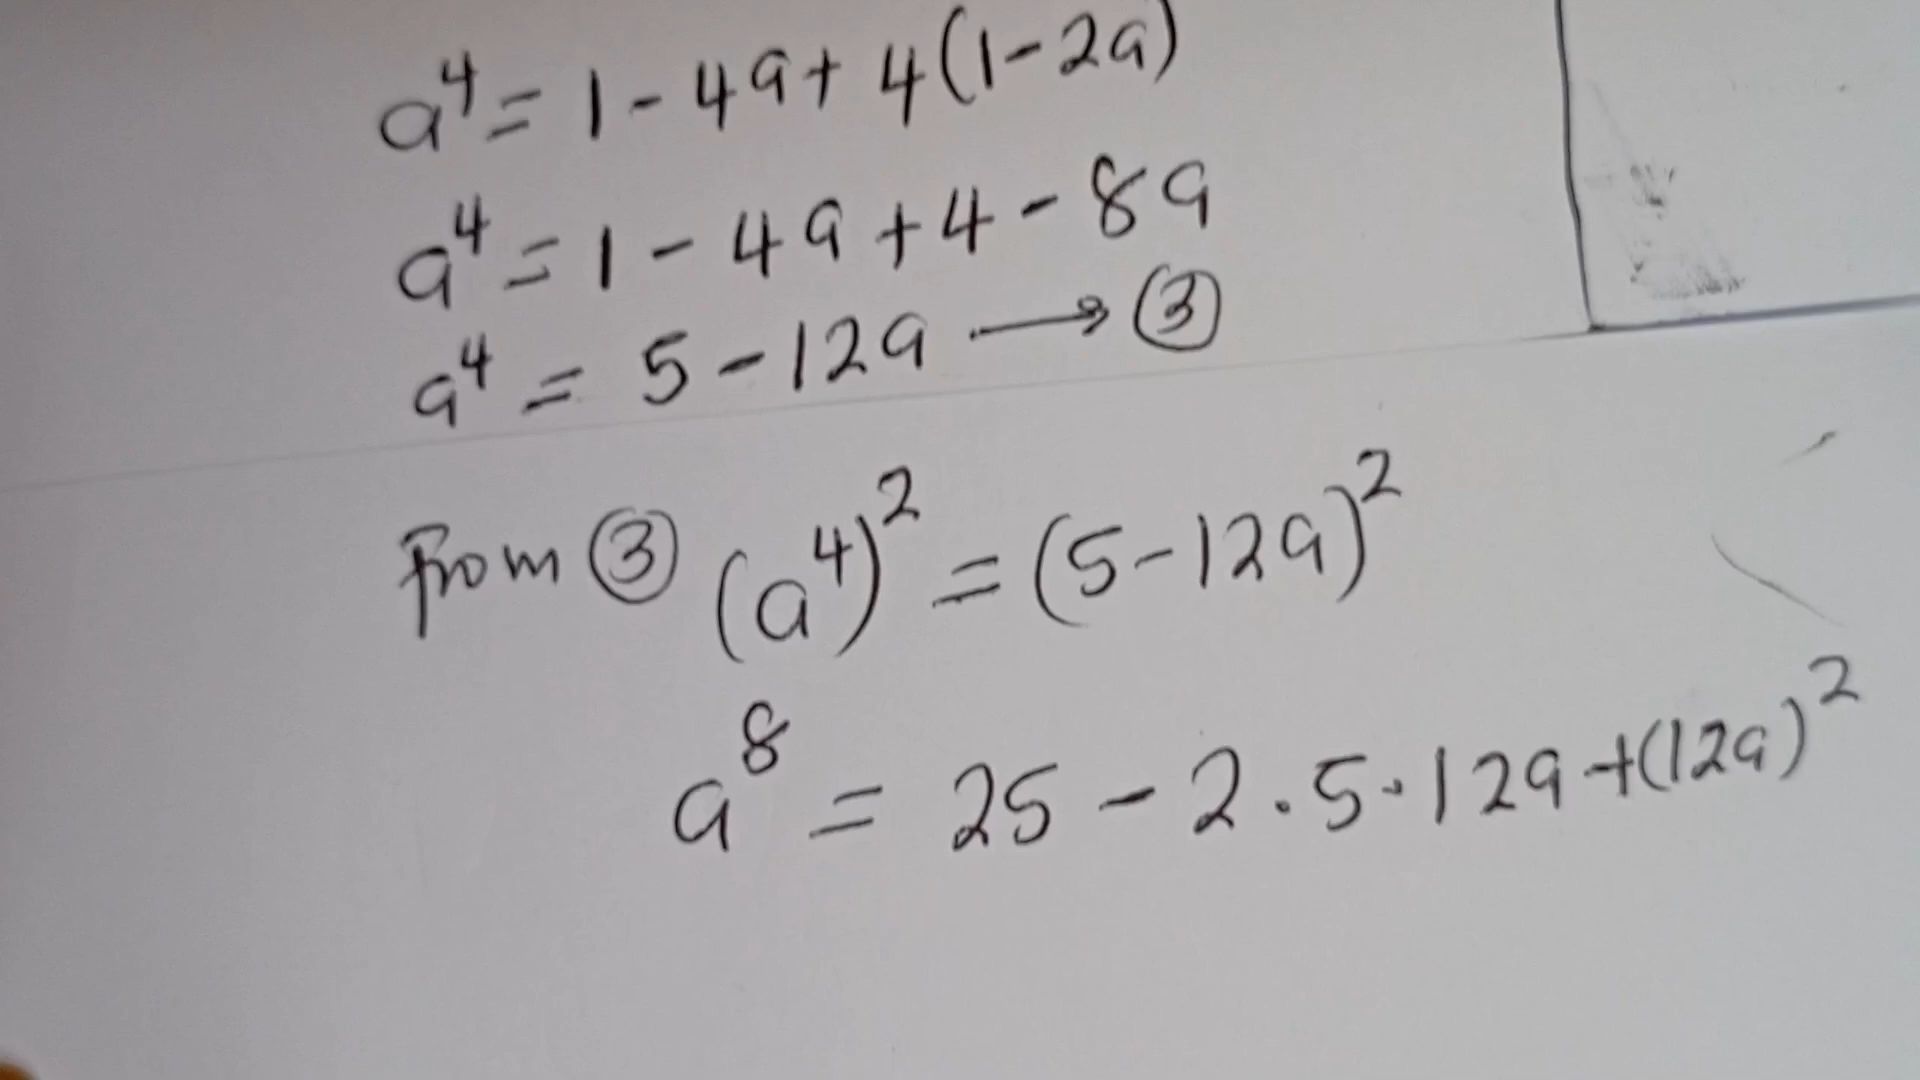 a⁴ = 1 - 4a + 4(1 - 2a)
a⁴ = 1 - 4a + 4 - 8a
a⁴ = 5 - 12a → ③
From ③ (a⁴)² = (5 - 12a)²
a⁸ = 25 - 2 · 5 · 12a + (12a)²